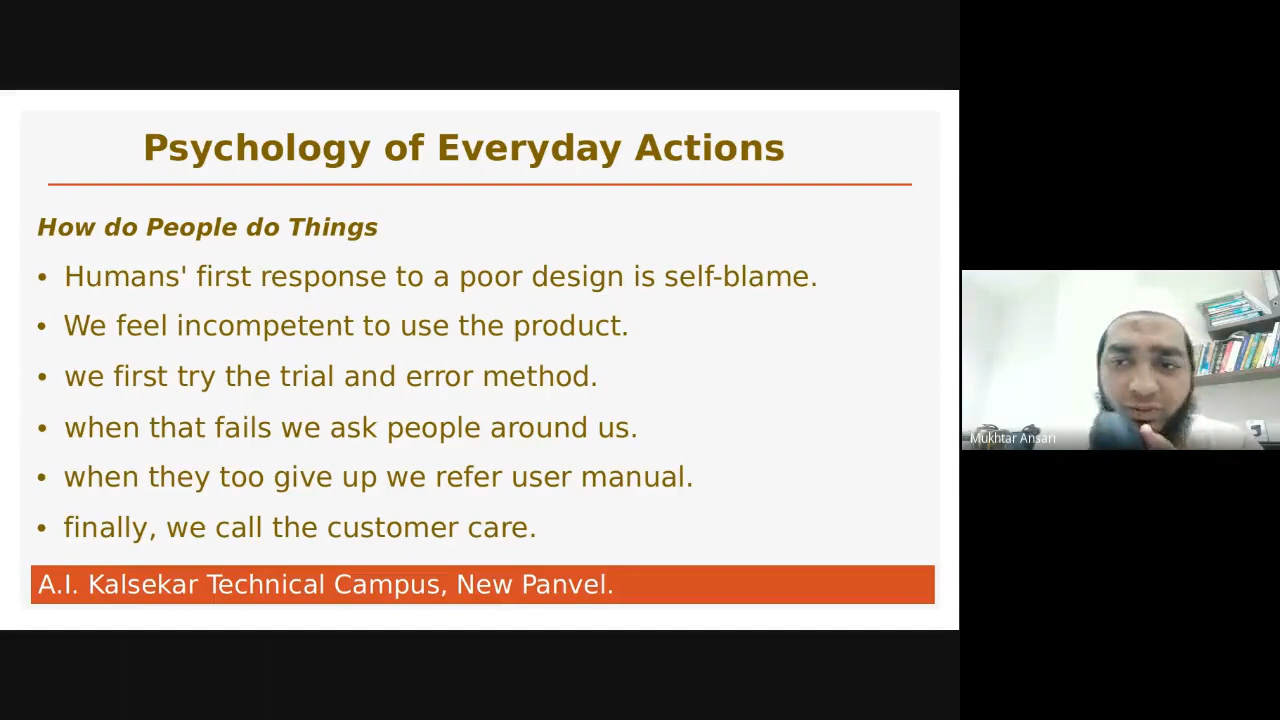 Psychology of Everyday Actions
How do People do Things
• Humans' first response to a poor design is self-blame.
• We feel incompetent to use the product.
• we first try the trial and error method.
• when that fails we ask people around us.
• when they too give up we refer user manual.
• finally, we call the customer care.
A.I. Kalsekar Technical Campus, New Panvel.
Mukhtar Ansari